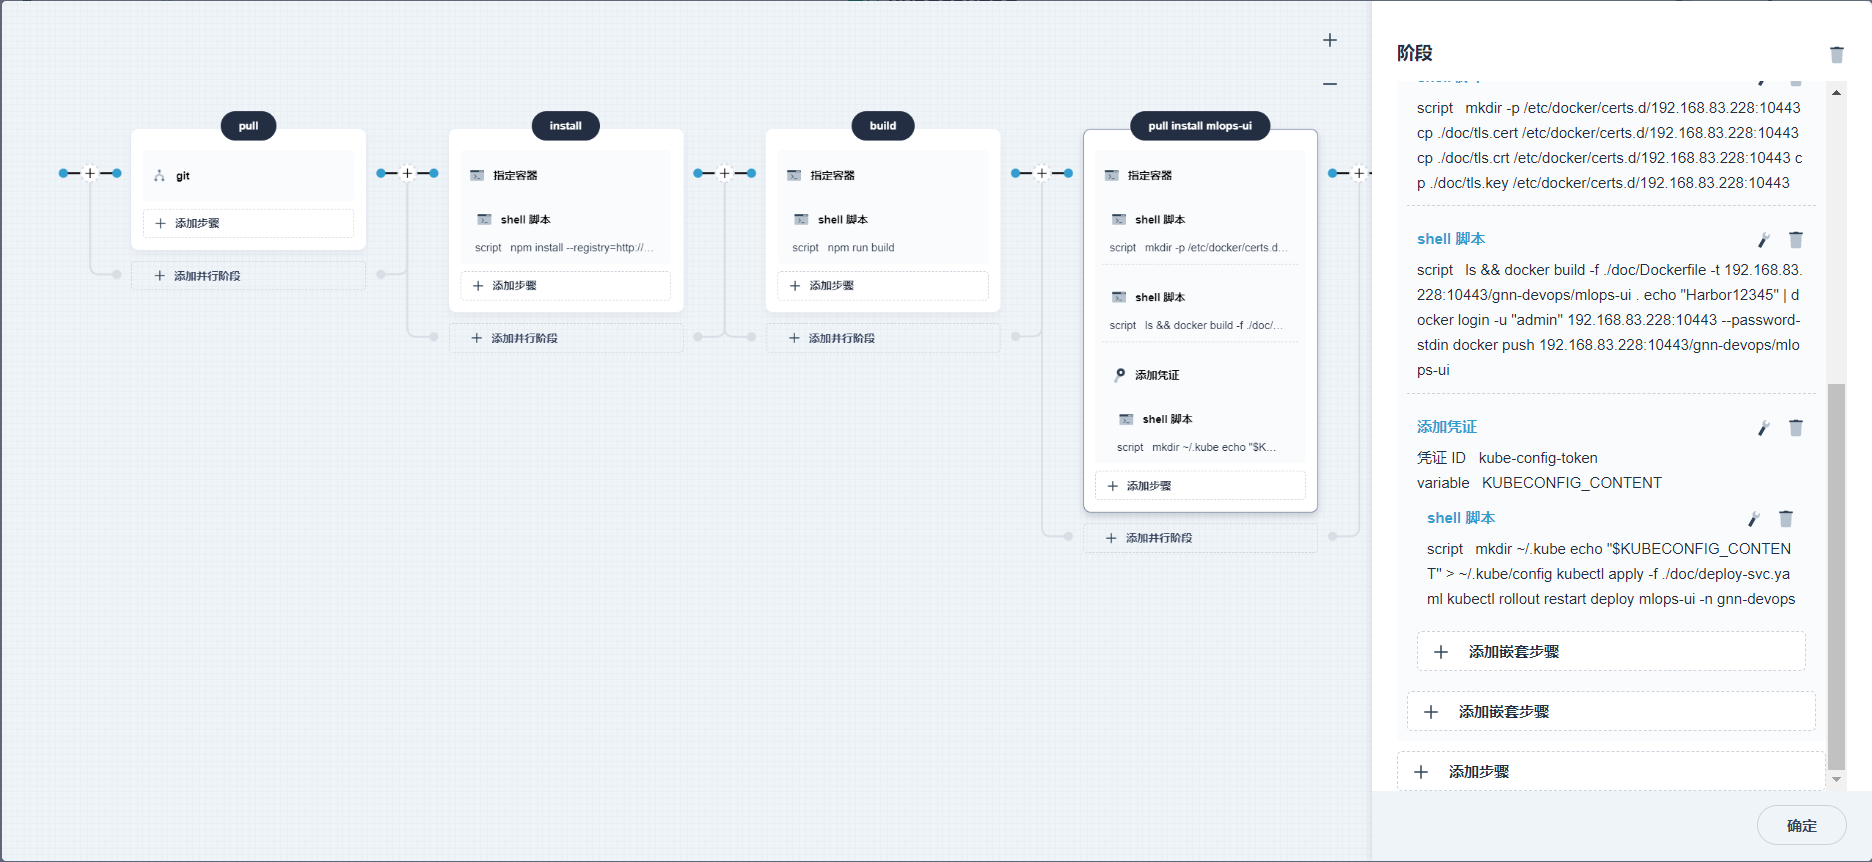 pull
git
添加步骤
添加并行阶段
install
指定容器
shell 脚本
script npm install --registry=http://...
添加步骤
添加并行阶段
build
指定容器
shell 脚本
script npm run build
添加步骤
添加并行阶段
pull install mlops-ui
指定容器
shell 脚本
script mkdir -p /etc/docker/certs.d...
shell 脚本
script ls && docker build -f ./doc/...
添加凭证
shell 脚本
script mkdir ~/.kube echo "$K...
添加步骤
添加并行阶段
阶段
script mkdir -p /etc/docker/certs.d/192.168.83.228:10443
cp ./doc/tls.cert /etc/docker/certs.d/192.168.83.228:10443
cp ./doc/tls.crt /etc/docker/certs.d/192.168.83.228:10443 c
p ./doc/tls.key /etc/docker/certs.d/192.168.83.228:10443
shell 脚本
script ls && docker build -f ./doc/Dockerfile -t 192.168.83.
228:10443/gnn-devops/mlops-ui . echo "Harbor12345" | d
ocker login -u "admin" 192.168.83.228:10443 --password-
stdin docker push 192.168.83.228:10443/gnn-devops/mlo
ps-ui
添加凭证
凭证 ID kube-config-token
variable KUBECONFIG_CONTENT
shell 脚本
script mkdir ~/.kube echo "$KUBECONFIG_CONTEN
T" > ~/.kube/config kubectl apply -f ./doc/deploy-svc.ya
ml kubectl rollout restart deploy mlops-ui -n gnn-devops
添加嵌套步骤
添加嵌套步骤
添加步骤
确定